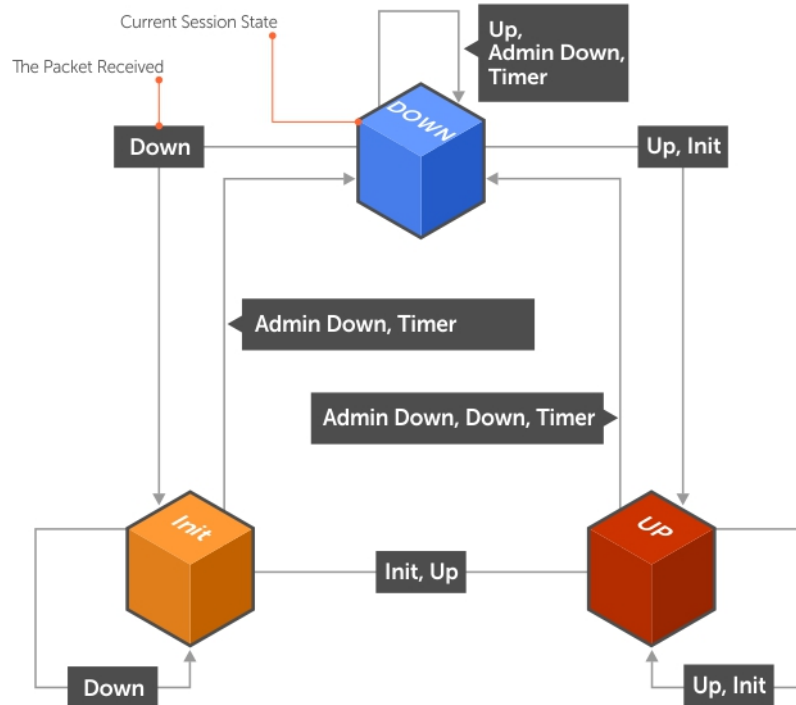 Current Session State
The Packet Received
Up,
Admin Down,
Timer
DOWN
Down
Up, Init
Admin Down, Timer
Admin Down, Down, Timer
Init
UP
Init, Up
Down
Up, Init